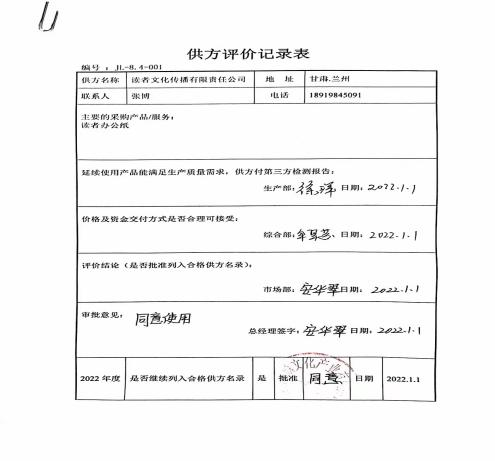 供方评价记录表
编号：JL-8.4-001
供方名称 读者文化传播有限责任公司 地 址 甘肃.兰州
联系人 张博 电话 18919845091
主要的采购产品/服务：
读者办公纸
延续使用产品能满足生产质量需求，供方付第三方检测报告：
生产部： 日期：2022.1.1
价格及资金交付方式是否合理可接受：
综合部： 日期：2022.1.1
评价结论（是否批准列入合格供方名录）：
市场部：安华翠 日期：2022.1.1
审批意见：同意使用
总经理签字：安华翠 日期：2022.1.1
2022 年度 是否继续列入合格供方名录 是 批准 同意 日期 2022.1.1
文化产